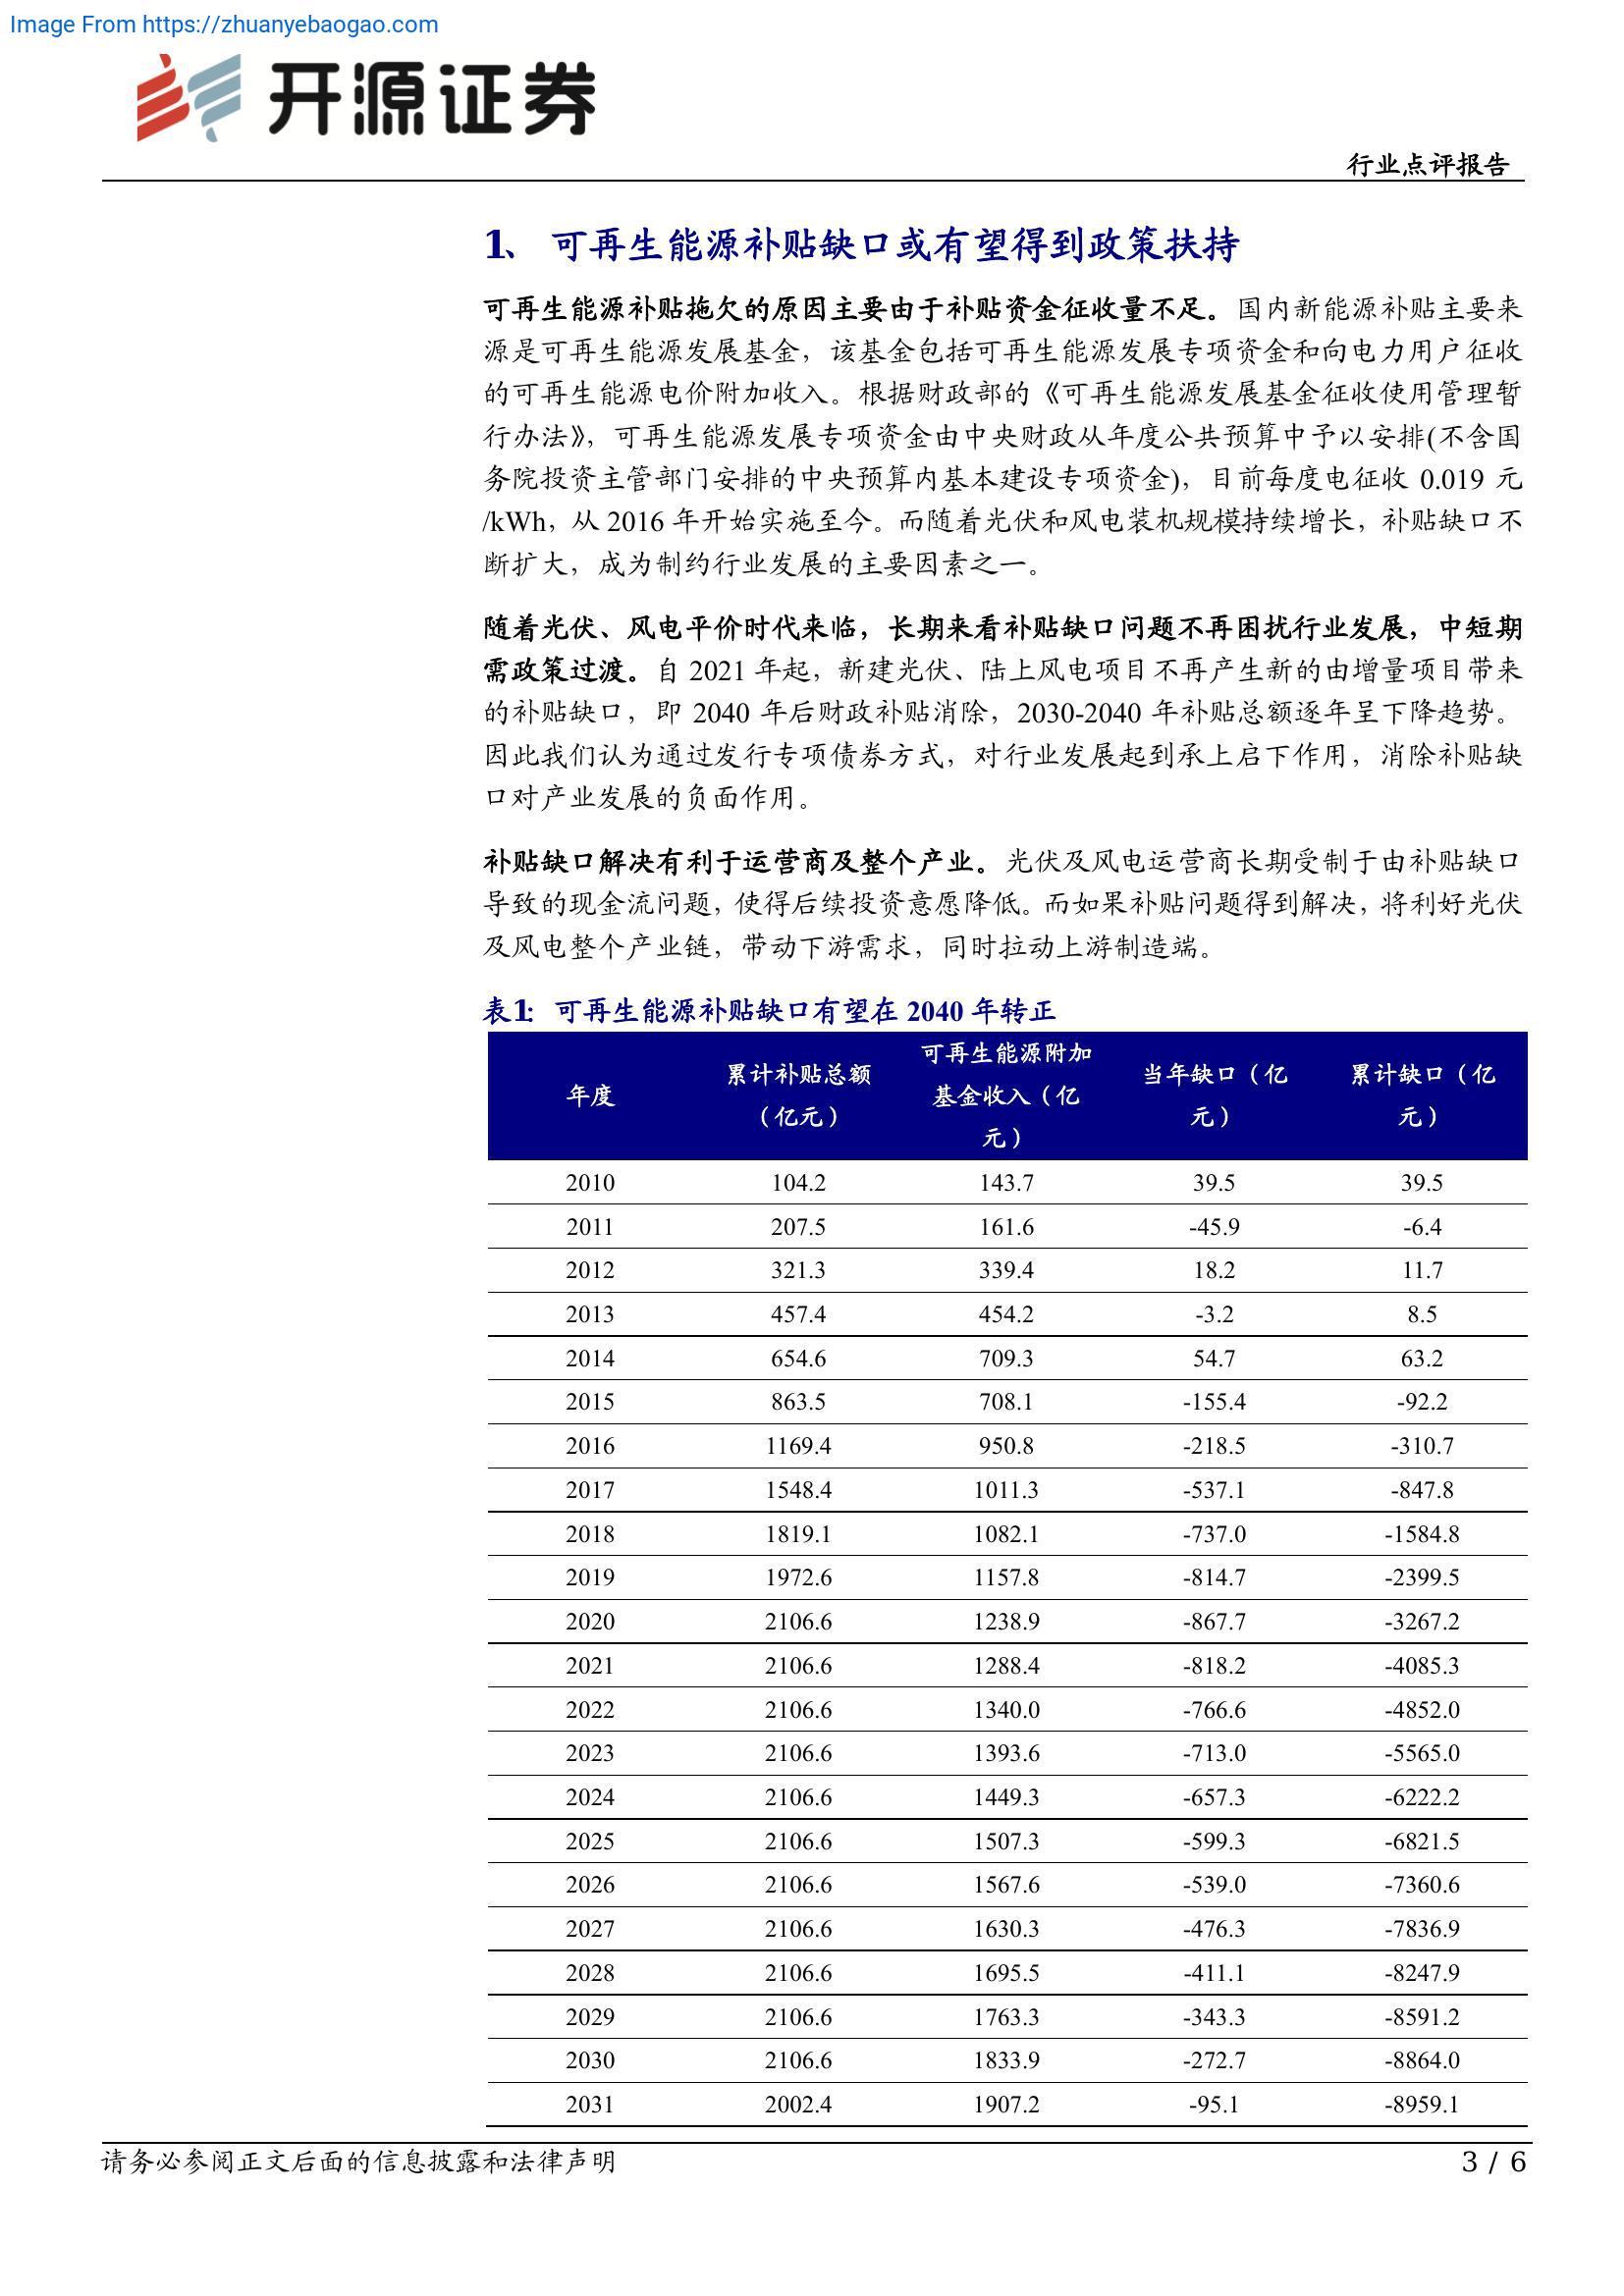 Image From https://zhuanyebaogao.com
开源证券
行业点评报告
1、 可再生能源补贴缺口或有望得到政策扶持
可再生能源补贴拖欠的原因主要由于补贴资金征收量不足。国内新能源补贴主要来
源是可再生能源发展基金，该基金包括可再生能源发展专项资金和向电力用户征收
的可再生能源电价附加收入。根据财政部的《可再生能源发展基金征收使用管理暂
行办法》，可再生能源发展专项资金由中央财政从年度公共预算中予以安排(不含国
务院投资主管部门安排的中央预算内基本建设专项资金)，目前每度电征收 0.019 元
/kWh，从 2016 年开始实施至今。而随着光伏和风电装机规模持续增长，补贴缺口不
断扩大，成为制约行业发展的主要因素之一。
随着光伏、风电平价时代来临，长期来看补贴缺口问题不再困扰行业发展，中短期
需政策过渡。自 2021 年起，新建光伏、陆上风电项目不再产生新的由增量项目带来
的补贴缺口，即 2040 年后财政补贴消除，2030-2040 年补贴总额逐年呈下降趋势。
因此我们认为通过发行专项债券方式，对行业发展起到承上启下作用，消除补贴缺
口对产业发展的负面作用。
补贴缺口解决有利于运营商及整个产业。光伏及风电运营商长期受制于由补贴缺口
导致的现金流问题，使得后续投资意愿降低。而如果补贴问题得到解决，将利好光伏
及风电整个产业链，带动下游需求，同时拉动上游制造端。
表1： 可再生能源补贴缺口有望在 2040 年转正
年度 累计补贴总额（亿元） 可再生能源附加基金收入（亿元） 当年缺口（亿元） 累计缺口（亿元）
2010 104.2 143.7 39.5 39.5
2011 207.5 161.6 -45.9 -6.4
2012 321.3 339.4 18.2 11.7
2013 457.4 454.2 -3.2 8.5
2014 654.6 709.3 54.7 63.2
2015 863.5 708.1 -155.4 -92.2
2016 1169.4 950.8 -218.5 -310.7
2017 1548.4 1011.3 -537.1 -847.8
2018 1819.1 1082.1 -737.0 -1584.8
2019 1972.6 1157.8 -814.7 -2399.5
2020 2106.6 1238.9 -867.7 -3267.2
2021 2106.6 1288.4 -818.2 -4085.3
2022 2106.6 1340.0 -766.6 -4852.0
2023 2106.6 1393.6 -713.0 -5565.0
2024 2106.6 1449.3 -657.3 -6222.2
2025 2106.6 1507.3 -599.3 -6821.5
2026 2106.6 1567.6 -539.0 -7360.6
2027 2106.6 1630.3 -476.3 -7836.9
2028 2106.6 1695.5 -411.1 -8247.9
2029 2106.6 1763.3 -343.3 -8591.2
2030 2106.6 1833.9 -272.7 -8864.0
2031 2002.4 1907.2 -95.1 -8959.1
请务必参阅正文后面的信息披露和法律声明
3 / 6